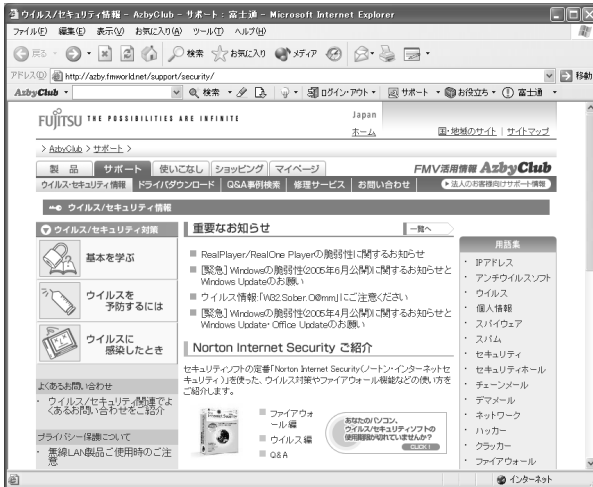 ウイルス/セキュリティ情報 - AzbyClub - サポート : 富士通 - Microsoft Internet Explorer
ファイル(F) 編集(E) 表示(V) お気に入り(A) ツール(T) ヘルプ(H)
戻る 検索 お気に入り メディア
アドレス(D) http://azby.fmworld.net/support/security/ 移動
AzbyClub 検索 ログイン・アウト サポート お役立ち 富士通
FUJITSU THE POSSIBILITIES ARE INFINITE
Japan
ホーム 国・地域のサイト | サイトマップ
> AzbyClub > サポート >
製品 サポート 使いこなし ショッピング マイページ FMV活用情報 AzbyClub
ウイルス・セキュリティ情報 ドライバダウンロード Q&A事例検索 修理サービス お問い合わせ 法人のお客様向けサポート情報
ウイルス/セキュリティ情報
ウイルス/セキュリティ対策
基本を学ぶ
ウイルスを
予防するには
ウイルスに
感染したとき
よくあるお問い合わせ
・ ウイルス/セキュリティ関連でよ
くあるお問い合わせをご紹介
プライバシー保護について
・ 無線LAN製品ご使用時のご注
意
重要なお知らせ 一覧へ
RealPlayer/RealOne Playerの脆弱性に関するお知らせ
[緊急] Windowsの脆弱性(2005年6月公開)に関するお知らせと
Windows Updateのお願い
ウイルス情報:「W32.Sober.O@mm」にご注意ください
[緊急] Windowsの脆弱性(2005年4月公開)に関するお知らせと
Windows Update・Office Updateのお願い
Norton Internet Security ご紹介
セキュリティソフトの定番「Norton Internet Security(ノートン・インターネットセ
キュリティ)」を使った、ウイルス対策やファイアウォール機能などの使い方を
ご紹介します。
ファイアウォ
ール編
ウイルス編
Q&A
あなたのパソコン、
ウイルス/セキュリティソフトの
使用期限が切れていませんか?
CLICK!
用語集
・ IPアドレス
・ アンチウイルスソフト
・ ウイルス
・ 個人情報
・ スパイウェア
・ スパム
・ セキュリティ
・ セキュリティホール
・ チェーンメール
・ デマメール
・ ネットワーク
・ ハッカー
・ クラッカー
・ ファイアウォール
インターネット